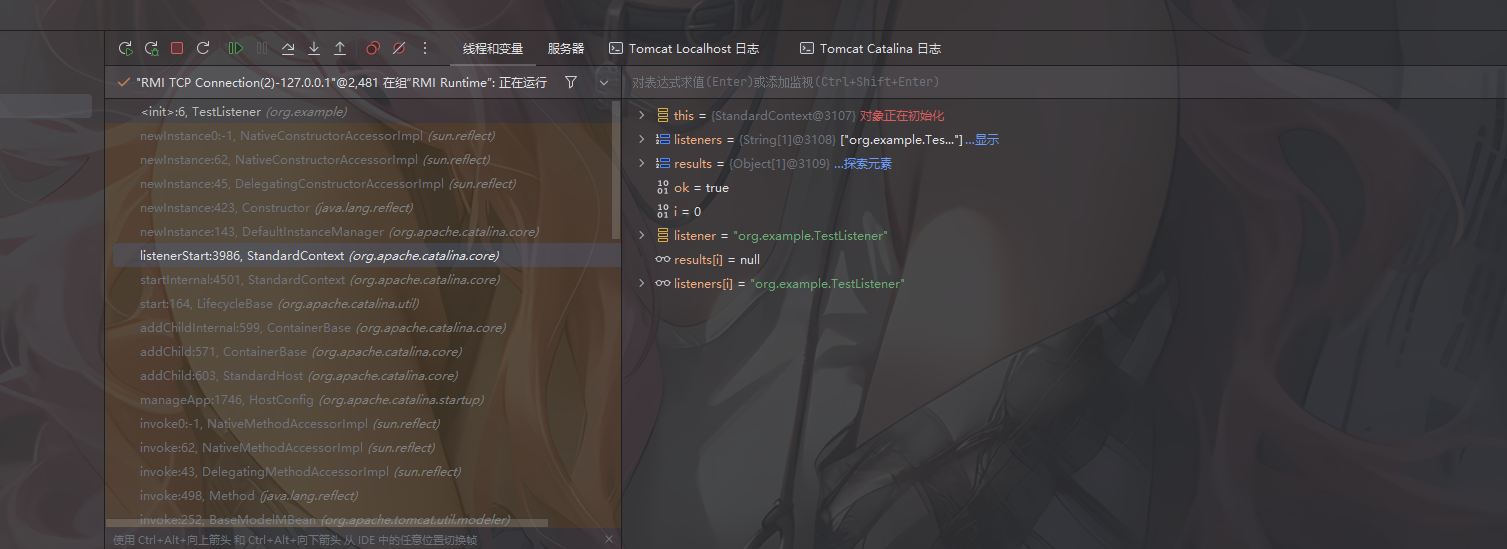 线程和变量 服务器 Tomcat Localhost 日志 Tomcat Catalina 日志
"RMI TCP Connection(2)-127.0.0.1"@2,481 在组"RMI Runtime": 正在运行
对表达式求值(Enter)或添加监视(Ctrl+Shift+Enter)
<init>:6, TestListener (org.example)
newInstance0:-1, NativeConstructorAccessorImpl (sun.reflect)
newInstance:62, NativeConstructorAccessorImpl (sun.reflect)
newInstance:45, DelegatingConstructorAccessorImpl (sun.reflect)
newInstance:423, Constructor (java.lang.reflect)
newInstance:143, DefaultInstanceManager (org.apache.catalina.core)
listenerStart:3986, StandardContext (org.apache.catalina.core)
startInternal:4501, StandardContext (org.apache.catalina.core)
start:164, LifecycleBase (org.apache.catalina.util)
addChildInternal:599, ContainerBase (org.apache.catalina.core)
addChild:571, ContainerBase (org.apache.catalina.core)
addChild:603, StandardHost (org.apache.catalina.core)
manageApp:1746, HostConfig (org.apache.catalina.startup)
invoke0:-1, NativeMethodAccessorImpl (sun.reflect)
invoke:62, NativeMethodAccessorImpl (sun.reflect)
invoke:43, DelegatingMethodAccessorImpl (sun.reflect)
invoke:498, Method (java.lang.reflect)
invoke:252, BaseModelMBean (org.apache.tomcat.util.modeler)
使用 Ctrl+Alt+向上箭头 和 Ctrl+Alt+向下箭头 从 IDE 中的任意位置切换帧
this = {StandardContext@3107} 对象正在初始化
listeners = {String[1]@3108} ["org.example.Tes..."] ...显示
results = {Object[1]@3109} ...探索元素
ok = true
i = 0
listener = "org.example.TestListener"
results[i] = null
listeners[i] = "org.example.TestListener"